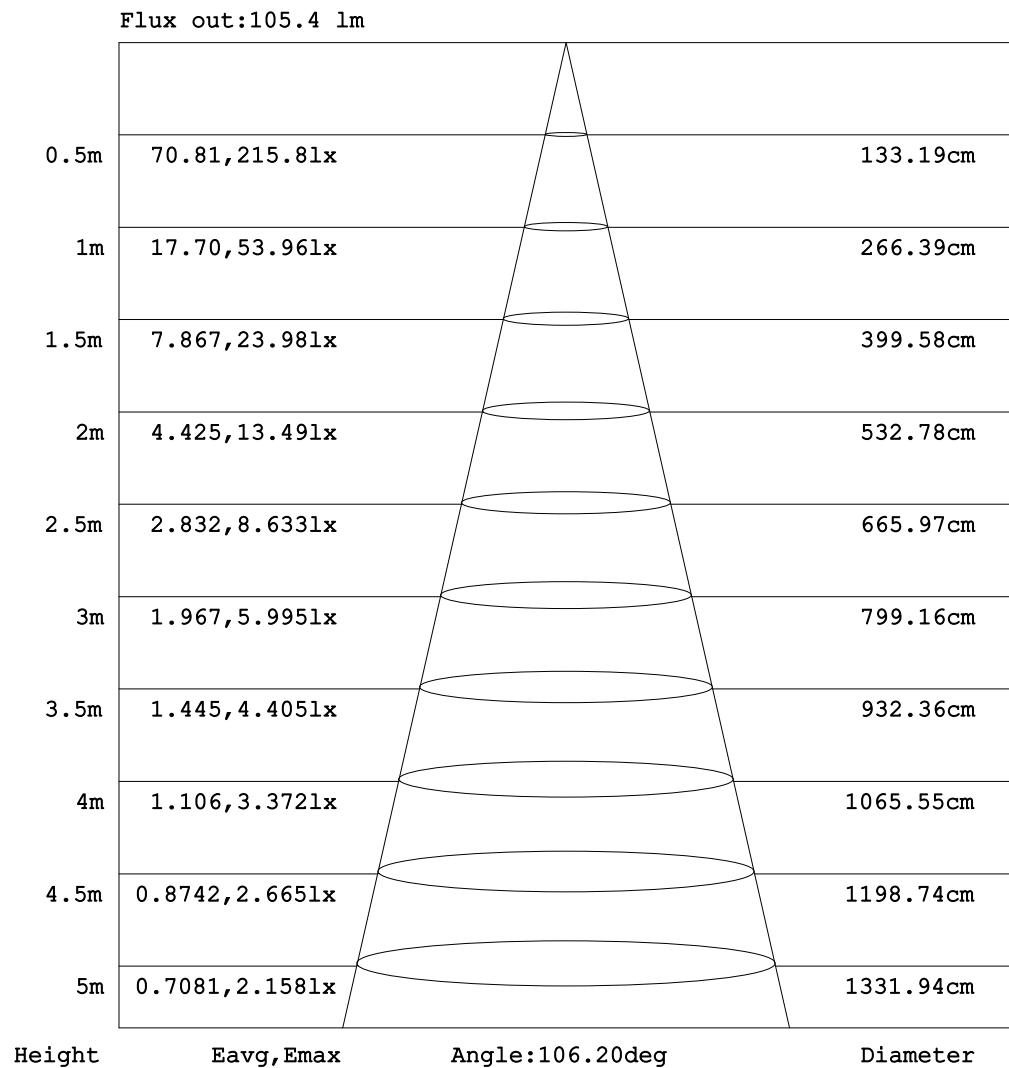 Flux out:105.4 lm
0.5m 70.81,215.8lx 133.19cm
1m 17.70,53.96lx 266.39cm
1.5m 7.867,23.98lx 399.58cm
2m 4.425,13.49lx 532.78cm
2.5m 2.832,8.633lx 665.97cm
3m 1.967,5.995lx 799.16cm
3.5m 1.445,4.405lx 932.36cm
4m 1.106,3.372lx 1065.55cm
4.5m 0.8742,2.665lx 1198.74cm
5m 0.7081,2.158lx 1331.94cm
Height Eavg,Emax Angle:106.20deg Diameter